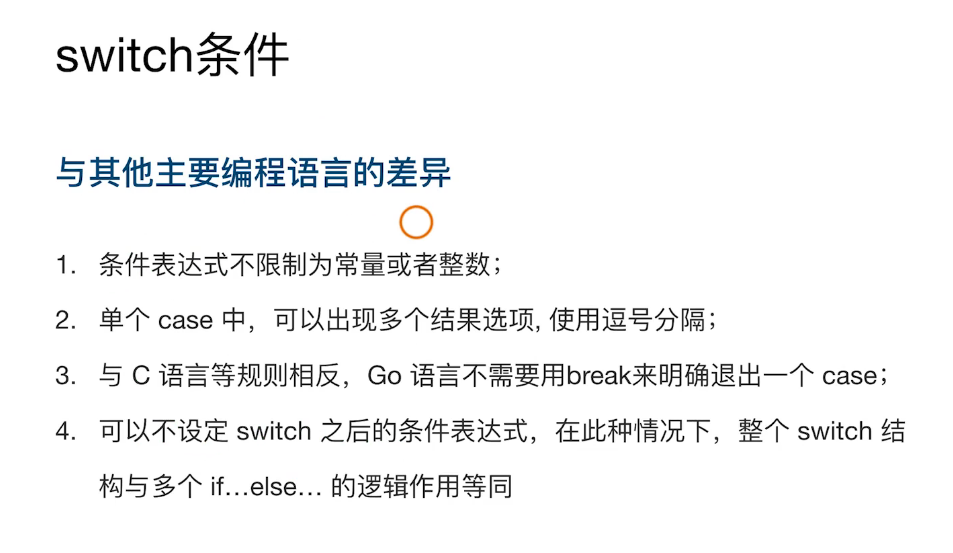 switch条件
与其他主要编程语言的差异
1. 条件表达式不限制为常量或者整数；
2. 单个 case 中，可以出现多个结果选项, 使用逗号分隔；
3. 与 C 语言等规则相反，Go 语言不需要用break来明确退出一个 case；
4. 可以不设定 switch 之后的条件表达式，在此种情况下，整个 switch 结
构与多个 if…else… 的逻辑作用等同